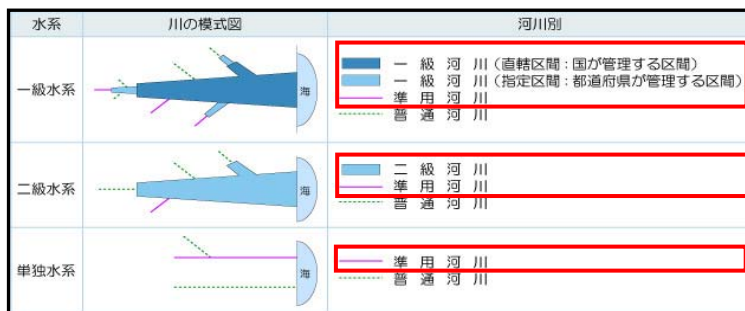 水系 川の模式図 河川別
一級水系
海
一級河川(直轄区間:国が管理する区間)
一級河川(指定区間:都道府県が管理する区間)
準用河川
普通河川
二級水系
海
二級河川
準用河川
普通河川
単独水系
海
準用河川
普通河川